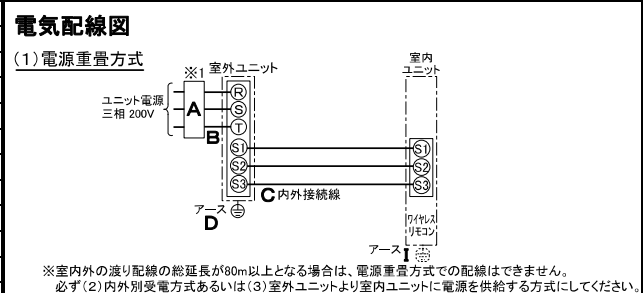 電気配線図
(1)電源重畳方式
※1
室外ユニット
室内
ユニット
ユニット電源
三相 200V
A
B
R
S
T
S1
S2
S3
S1
S2
S3
C 内外接続線
アース
D
ワイヤレス
リモコン
アース I
※室内外の渡り配線の総延長が80m以上となる場合は、電源重畳方式での配線はできません。
必ず(2)内外別受電方式あるいは(3)室外ユニットより室内ユニットに電源を供給する方式にしてください。